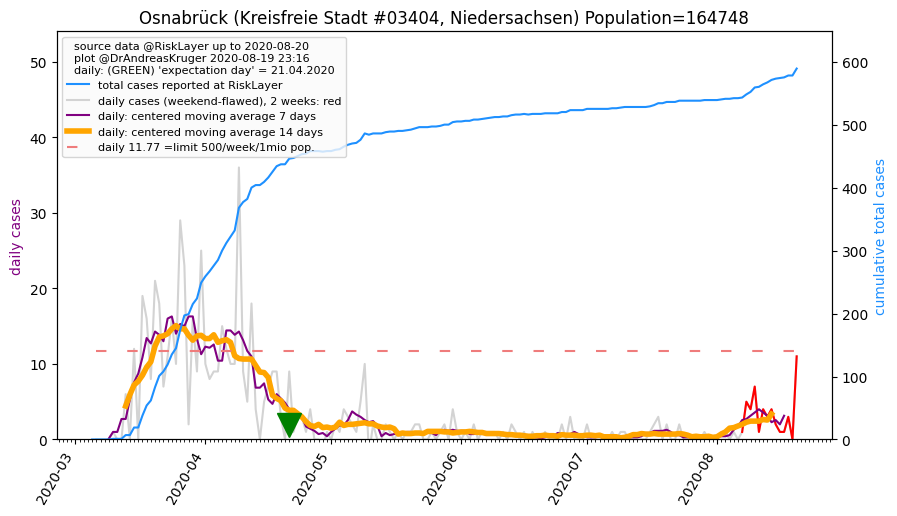 Osnabrück (Kreisfreie Stadt #03404, Niedersachsen) Population=164748
source data @RiskLayer up to 2020-08-20
plot @DrAndreasKruger 2020-08-19 23:16
daily: (GREEN) 'expectation day' = 21.04.2020
total cases reported at RiskLayer
daily cases (weekend-flawed), 2 weeks: red
daily: centered moving average 7 days
daily: centered moving average 14 days
daily 11.77 =limit 500/week/1mio pop.
daily cases
50
40
30
20
10
0
cumulative total cases
600
500
400
300
200
100
0
2020-03
2020-04
2020-05
2020-06
2020-07
2020-08